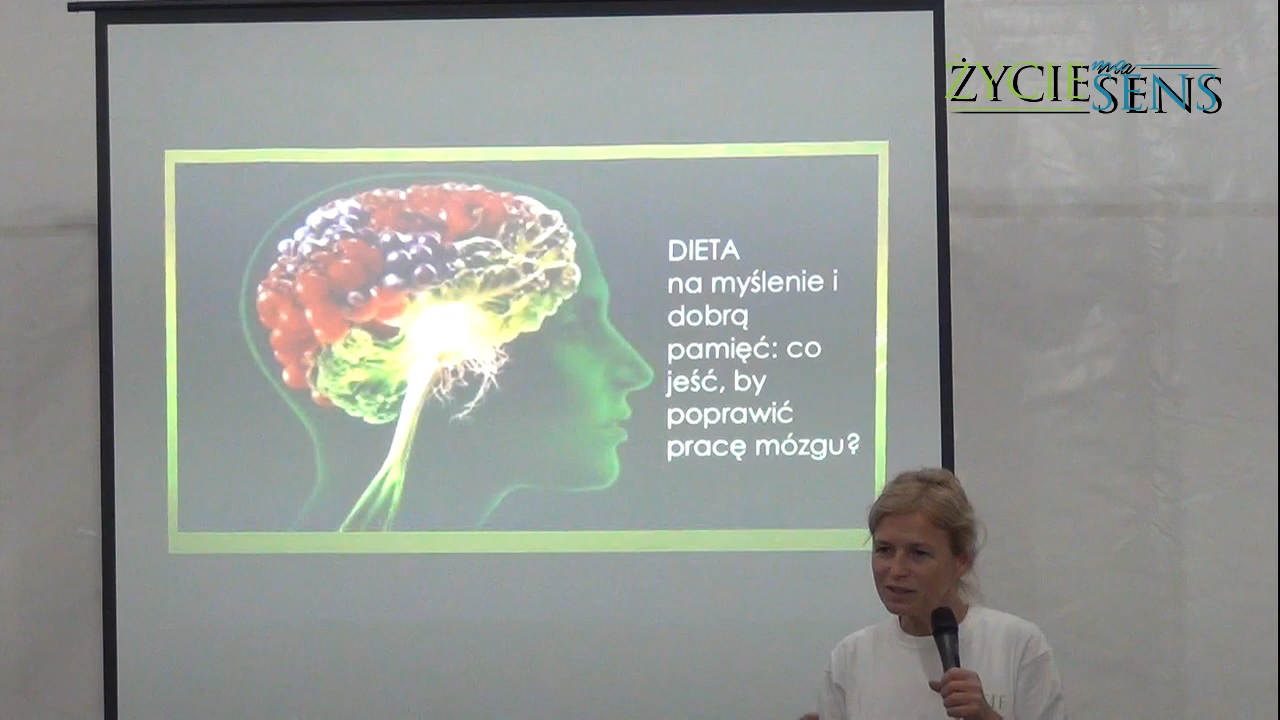 ŻYCIE ma SENS
DIETA
na myślenie i
dobrą
pamięć: co
jeść, by
poprawić
pracę mózgu?